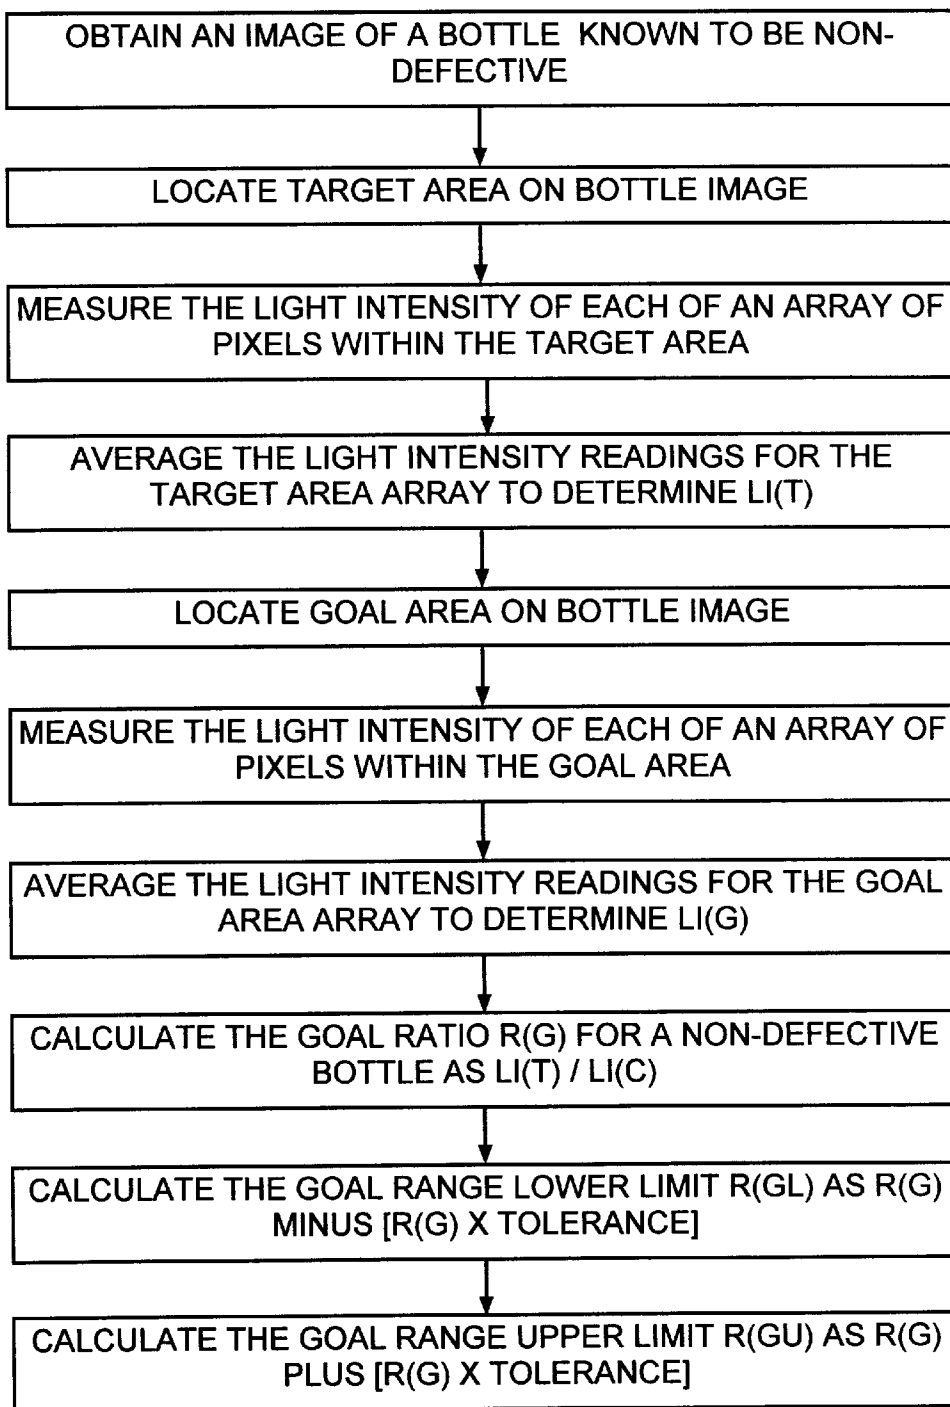 OBTAIN AN IMAGE OF A BOTTLE KNOWN TO BE NON-
DEFECTIVE
LOCATE TARGET AREA ON BOTTLE IMAGE
MEASURE THE LIGHT INTENSITY OF EACH OF AN ARRAY OF
PIXELS WITHIN THE TARGET AREA
AVERAGE THE LIGHT INTENSITY READINGS FOR THE
TARGET AREA ARRAY TO DETERMINE LI(T)
LOCATE GOAL AREA ON BOTTLE IMAGE
MEASURE THE LIGHT INTENSITY OF EACH OF AN ARRAY OF
PIXELS WITHIN THE GOAL AREA
AVERAGE THE LIGHT INTENSITY READINGS FOR THE GOAL
AREA ARRAY TO DETERMINE LI(G)
CALCULATE THE GOAL RATIO R(G) FOR A NON-DEFECTIVE
BOTTLE AS LI(T) / LI(C)
CALCULATE THE GOAL RANGE LOWER LIMIT R(GL) AS R(G)
MINUS [R(G) X TOLERANCE]
CALCULATE THE GOAL RANGE UPPER LIMIT R(GU) AS R(G)
PLUS [R(G) X TOLERANCE]